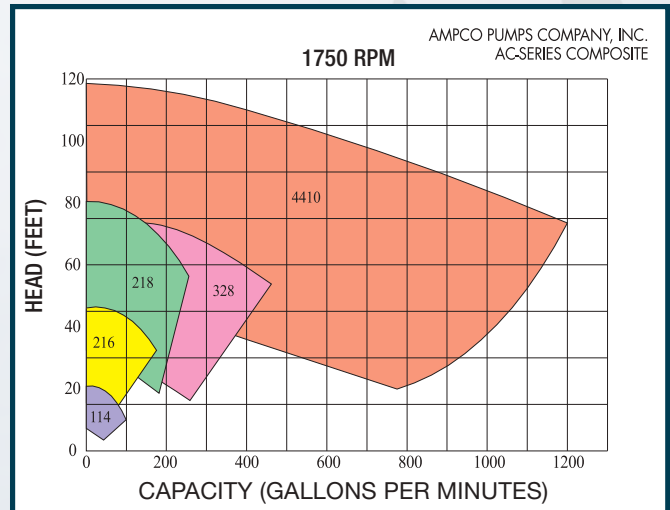 AMPCO PUMPS COMPANY, INC.
1750 RPM
AC-SERIES COMPOSITE
120
100
80
60
40
20
0
HEAD (FEET)
4410
218
328
216
114
0 200 400 600 800 1000 1200
CAPACITY (GALLONS PER MINUTES)